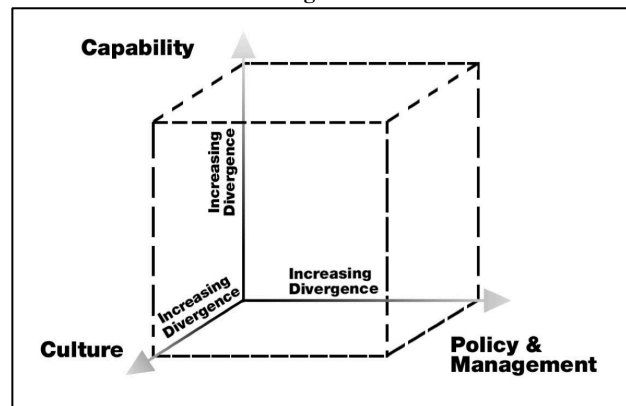 Capability
Increasing
Divergence
Increasing
Divergence
Increasing
Divergence
Culture
Policy &
Management